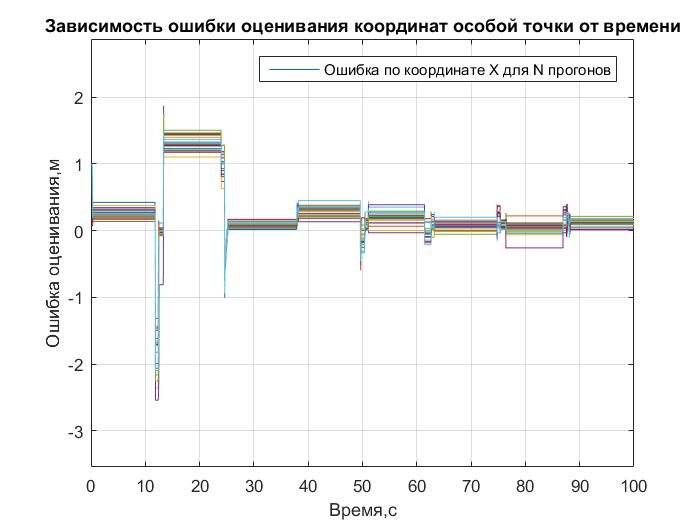 Зависимость ошибки оценивания координат особой точки от времени
Ошибка по координате X для N прогонов
2
1
0
-1
-2
-3
Ошибка оценивания,м
0 10 20 30 40 50 60 70 80 90 100
Время,с